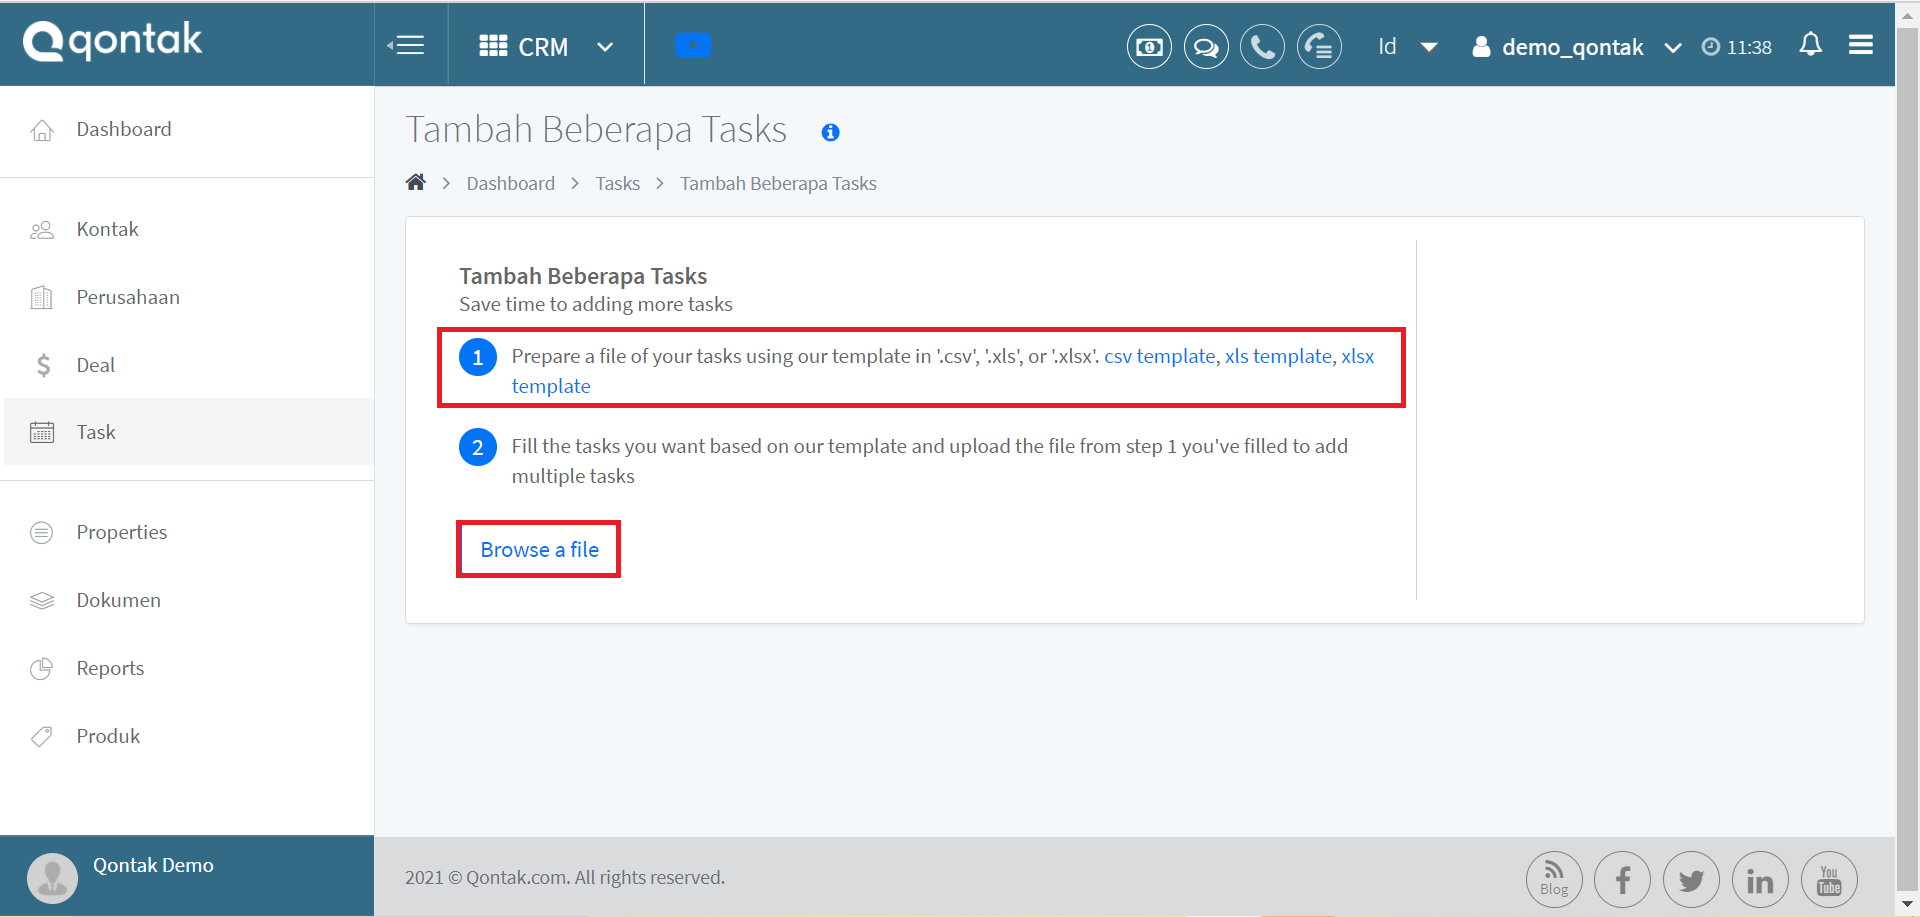 qontak
CRM
Id
demo_qontak
11:38
Dashboard
Kontak
Perusahaan
Deal
Task
Properties
Dokumen
Reports
Produk
Qontak Demo
Tambah Beberapa Tasks
Dashboard > Tasks > Tambah Beberapa Tasks
Tambah Beberapa Tasks
Save time to adding more tasks
1 Prepare a file of your tasks using our template in '.csv', '.xls', or '.xlsx'. csv template, xls template, xlsx
template
2 Fill the tasks you want based on our template and upload the file from step 1 you've filled to add
multiple tasks
Browse a file
2021 © Qontak.com. All rights reserved.
Blog
You
Tube